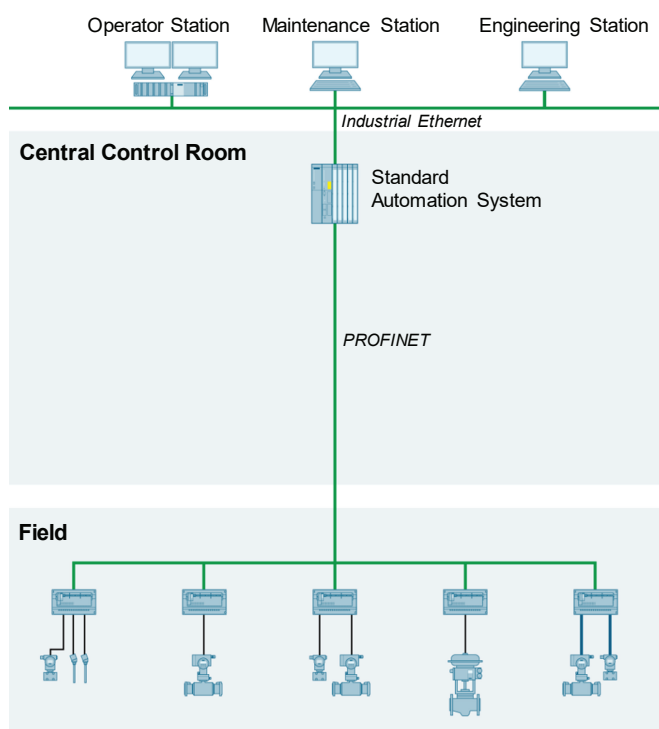 Operator Station
Maintenance Station
Engineering Station
Industrial Ethernet
Central Control Room
Standard
Automation System
PROFINET
Field